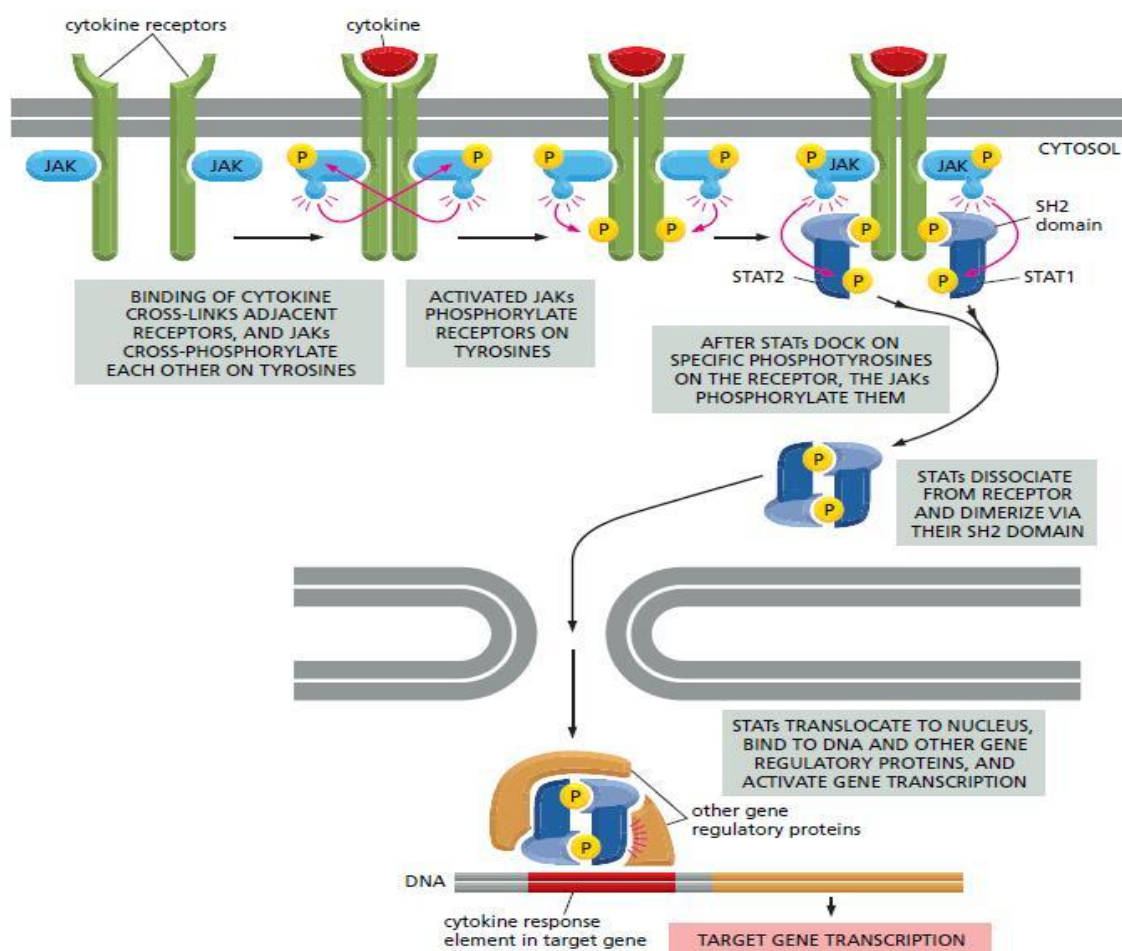 cytokine receptors
cytokine
JAK
JAK
P
P
P
P
P
P
P
JAK
JAK
P
CYTOSOL
P
P
SH2
domain
STAT2
P
P
STAT1
BINDING OF CYTOKINE
CROSS-LINKS ADJACENT
RECEPTORS, AND JAKs
CROSS-PHOSPHORYLATE
EACH OTHER ON TYROSINES
ACTIVATED JAKs
PHOSPHORYLATE
RECEPTORS ON
TYROSINES
AFTER STATs DOCK ON
SPECIFIC PHOSPHOTYROSINES
ON THE RECEPTOR, THE JAKs
PHOSPHORYLATE THEM
P
P
STATs DISSOCIATE
FROM RECEPTOR
AND DIMERIZE VIA
THEIR SH2 DOMAIN
STATs TRANSLOCATE TO NUCLEUS,
BIND TO DNA AND OTHER GENE
REGULATORY PROTEINS, AND
ACTIVATE GENE TRANSCRIPTION
P
P
other gene
regulatory proteins
DNA
cytokine response
element in target gene
TARGET GENE TRANSCRIPTION